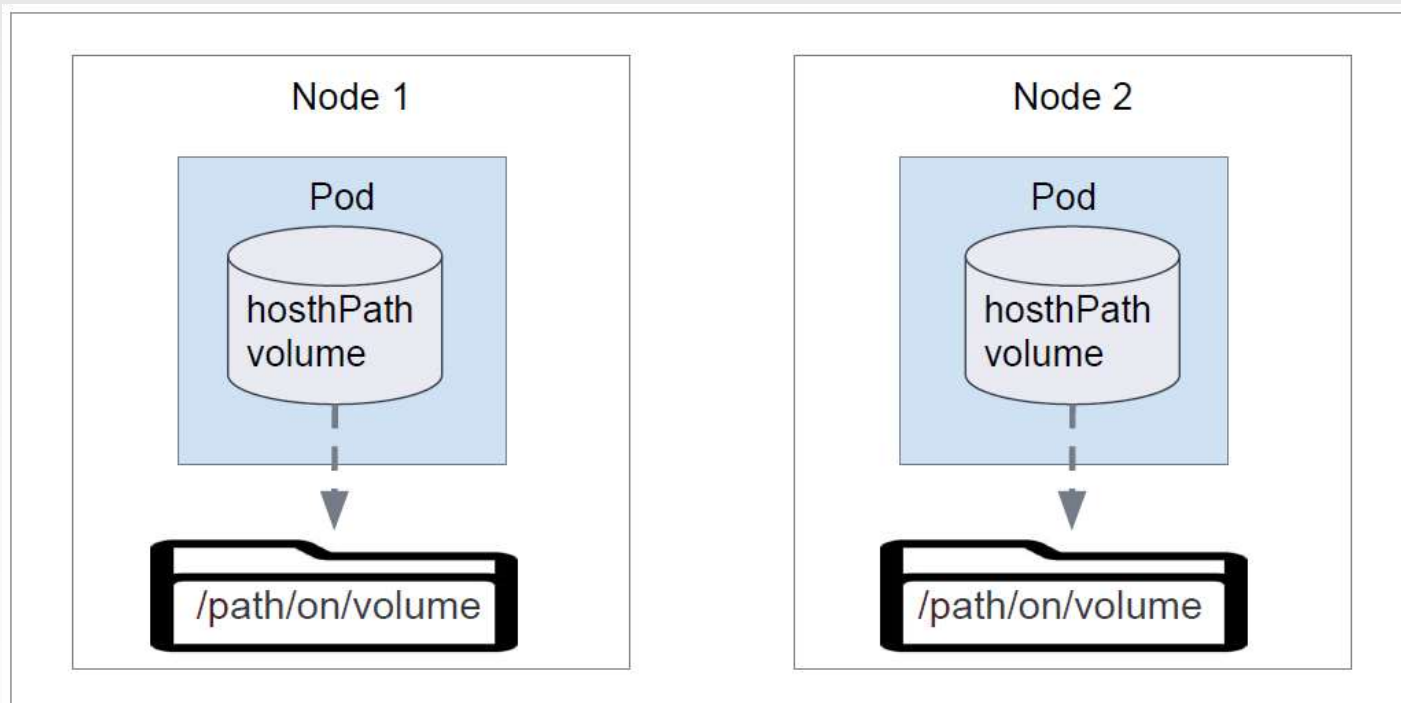 Node 1
Pod
hosthPath
volume
/path/on/volume
Node 2
Pod
hosthPath
volume
/path/on/volume